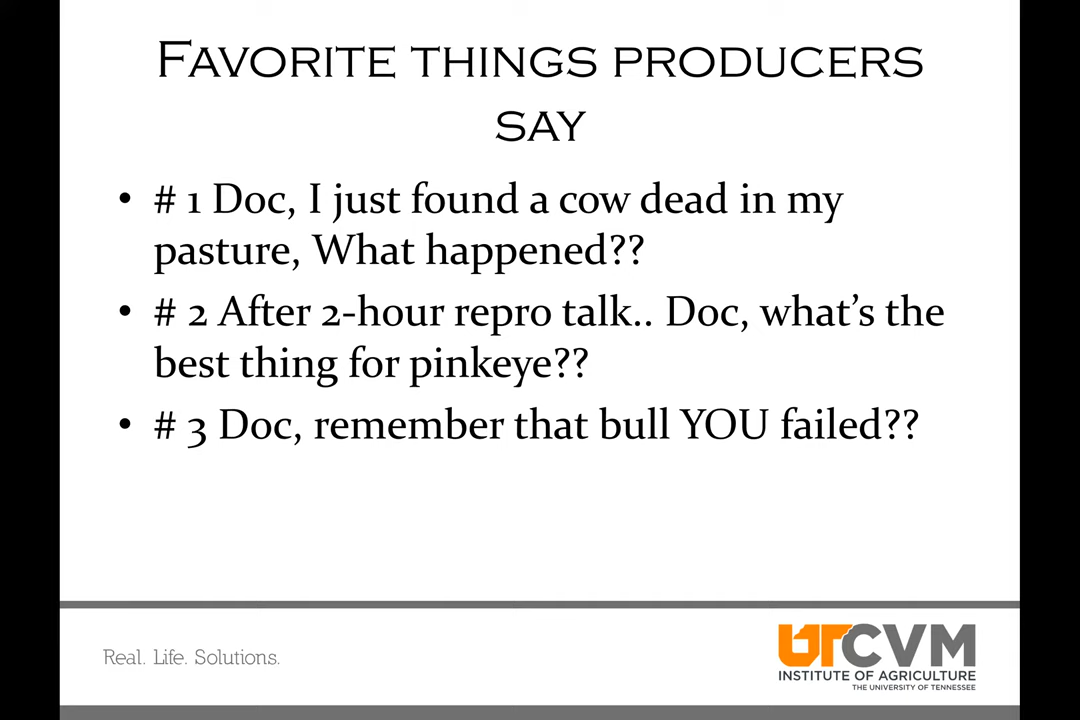 FAVORITE THINGS PRODUCERS
SAY
• # 1 Doc, I just found a cow dead in my
pasture, What happened??
• # 2 After 2-hour repro talk.. Doc, what’s the
best thing for pinkeye??
• # 3 Doc, remember that bull YOU failed??
Real. Life. Solutions.
UTCVM
INSTITUTE OF AGRICULTURE
THE UNIVERSITY OF TENNESSEE